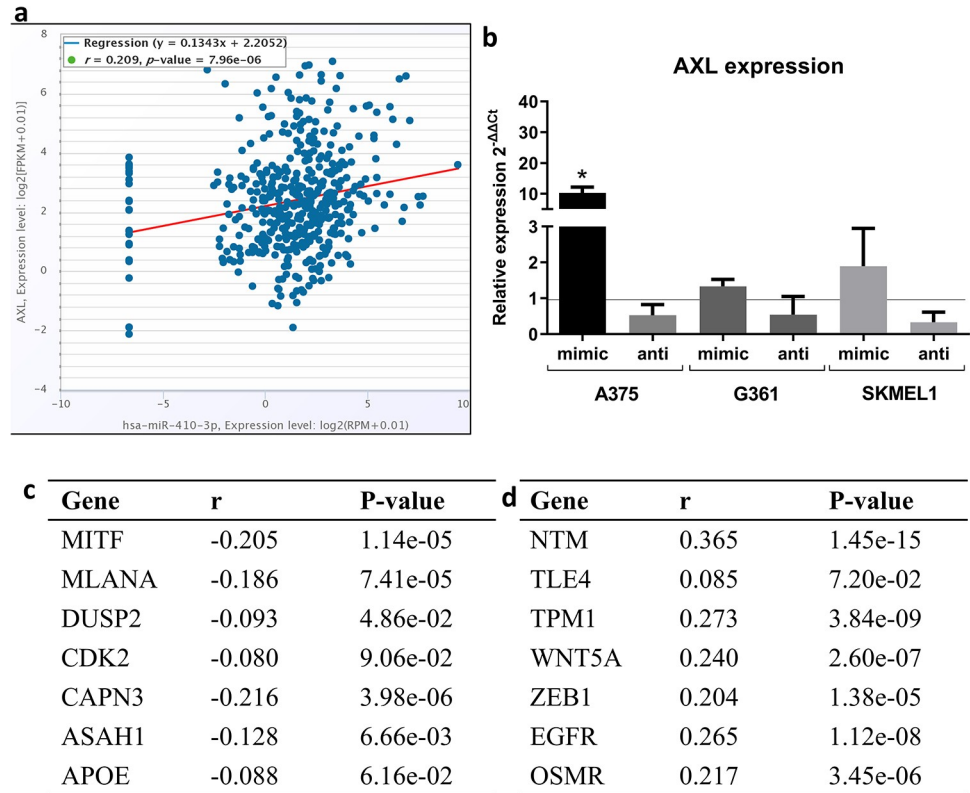 a
Regression (y = 0.1343x + 2.2052)
r = 0.209, p-value = 7.96e-06
AXL, Expression level: log2[FPKM+0.01)]
8
6
4
2
0
−2
−4
−10
−5
0
5
10
hsa-miR-410-3p, Expression level: log2(RPM+0.01)
b
AXL expression
Relative expression 2^-ΔΔCt
40
30
20
10
3
2
1
0
*
mimic anti mimic anti mimic anti
A375 G361 SKMEL1
c
Gene r P-value
MITF -0.205 1.14e-05
MLANA -0.186 7.41e-05
DUSP2 -0.093 4.86e-02
CDK2 -0.080 9.06e-02
CAPN3 -0.216 3.98e-06
ASAH1 -0.128 6.66e-03
APOE -0.088 6.16e-02
d
Gene r P-value
NTM 0.365 1.45e-15
TLE4 0.085 7.20e-02
TPM1 0.273 3.84e-09
WNT5A 0.240 2.60e-07
ZEB1 0.204 1.38e-05
EGFR 0.265 1.12e-08
OSMR 0.217 3.45e-06